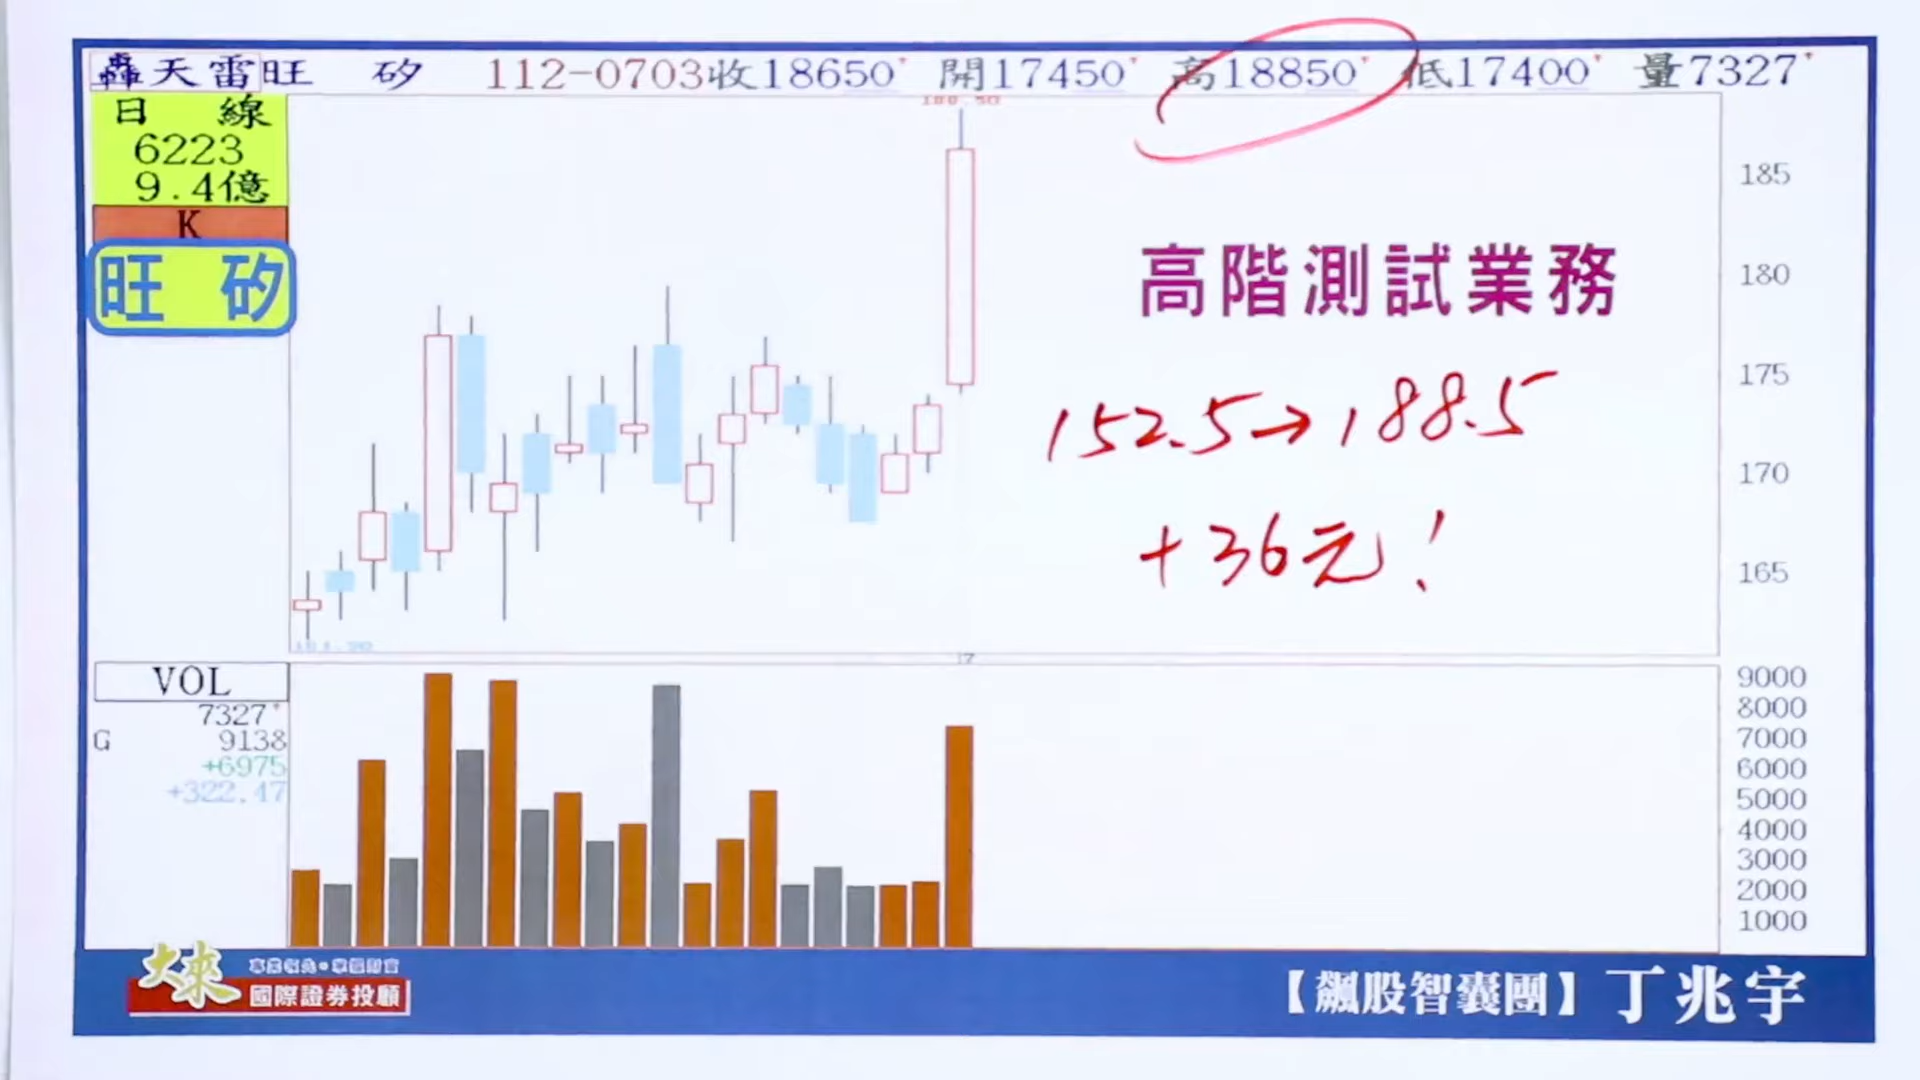 轟天雷旺 矽 112-0703收18650 開17450 高18850 低17400 量7327
日 線
6223
9.4億
K
旺 矽
188.50
185
高階測試業務
180
175
152.5→188.5
170
+36元!
165
VOL
7327
G 9138
+6975
+322.47
9000
8000
7000
6000
5000
4000
3000
2000
1000
大來
國際證券投顧
【飆股智囊團】丁兆宇